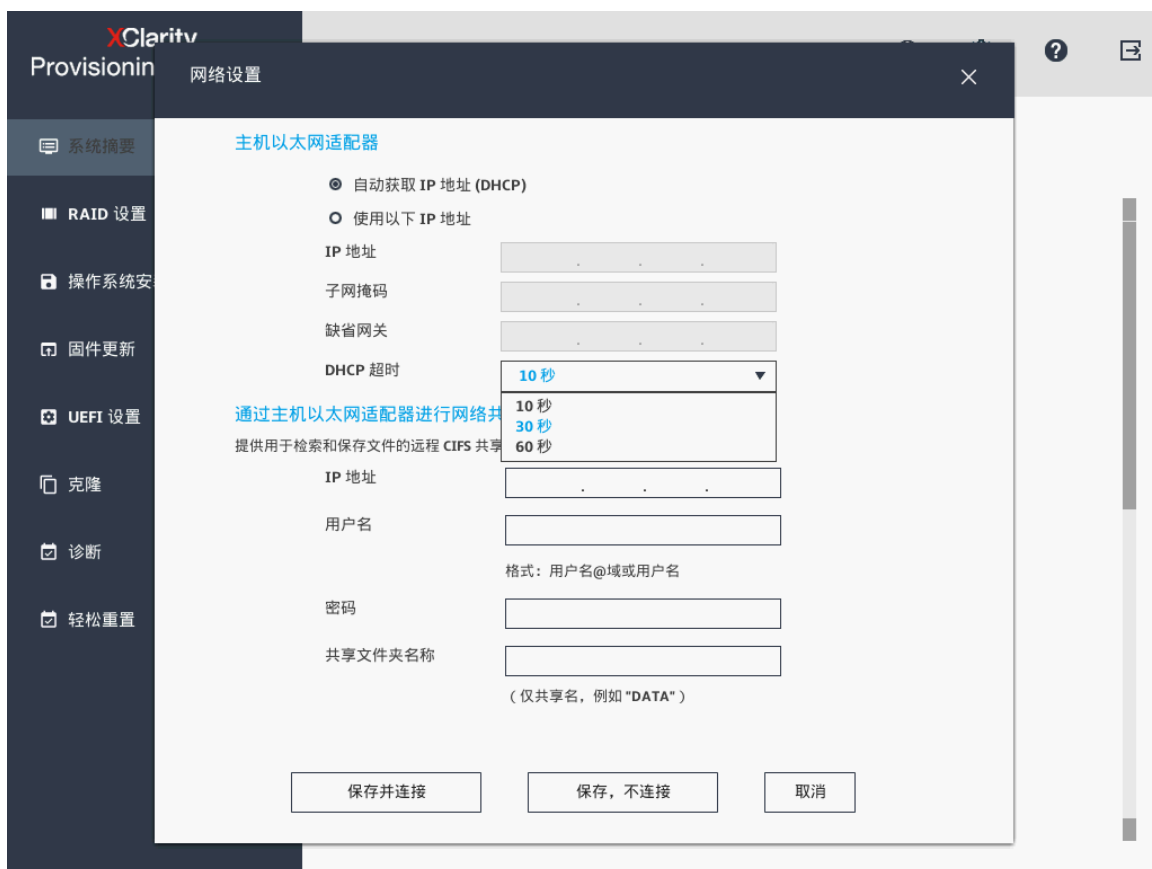 XClarity
Provisionin
网络设置
系统摘要
RAID 设置
操作系统安
固件更新
UEFI 设置
克隆
诊断
轻松重置
主机以太网适配器
自动获取 IP 地址 (DHCP)
使用以下 IP 地址
IP 地址
子网掩码
缺省网关
DHCP 超时
10 秒
10 秒
30 秒
60 秒
通过主机以太网适配器进行网络共
提供用于检索和保存文件的远程 CIFS 共享
IP 地址
用户名
格式：用户名@域或用户名
密码
共享文件夹名称
（仅共享名，例如 "DATA"）
保存并连接
保存，不连接
取消